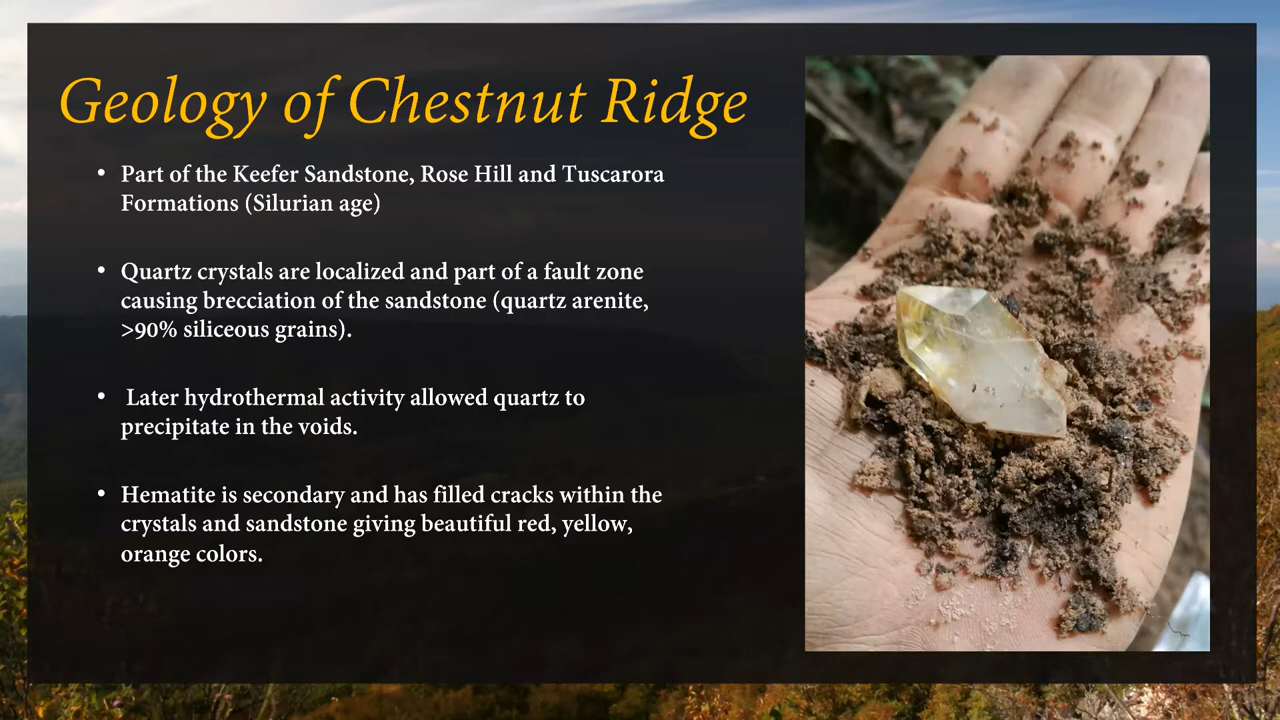 Geology of Chestnut Ridge
• Part of the Keefer Sandstone, Rose Hill and Tuscarora
Formations (Silurian age)
• Quartz crystals are localized and part of a fault zone
causing brecciation of the sandstone (quartz arenite,
>90% siliceous grains).
• Later hydrothermal activity allowed quartz to
precipitate in the voids.
• Hematite is secondary and has filled cracks within the
crystals and sandstone giving beautiful red, yellow,
orange colors.